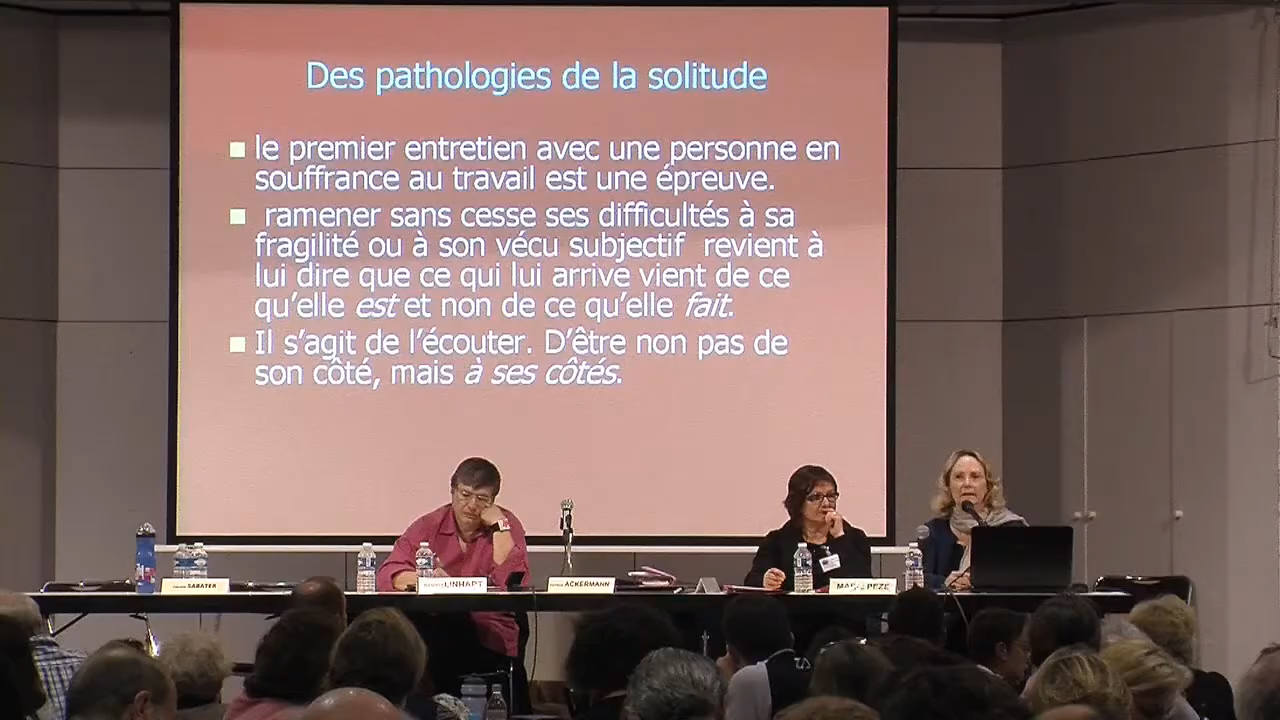 Des pathologies de la solitude
le premier entretien avec une personne en
souffrance au travail est une épreuve.
ramener sans cesse ses difficultés à sa
fragilité ou à son vécu subjectif revient à
lui dire que ce qui lui arrive vient de ce
qu'elle est et non de ce qu'elle fait.
Il s'agit de l'écouter. D'être non pas de
son côté, mais à ses côtés.
SABATER
LINHART
ACKERMANN
PEZE